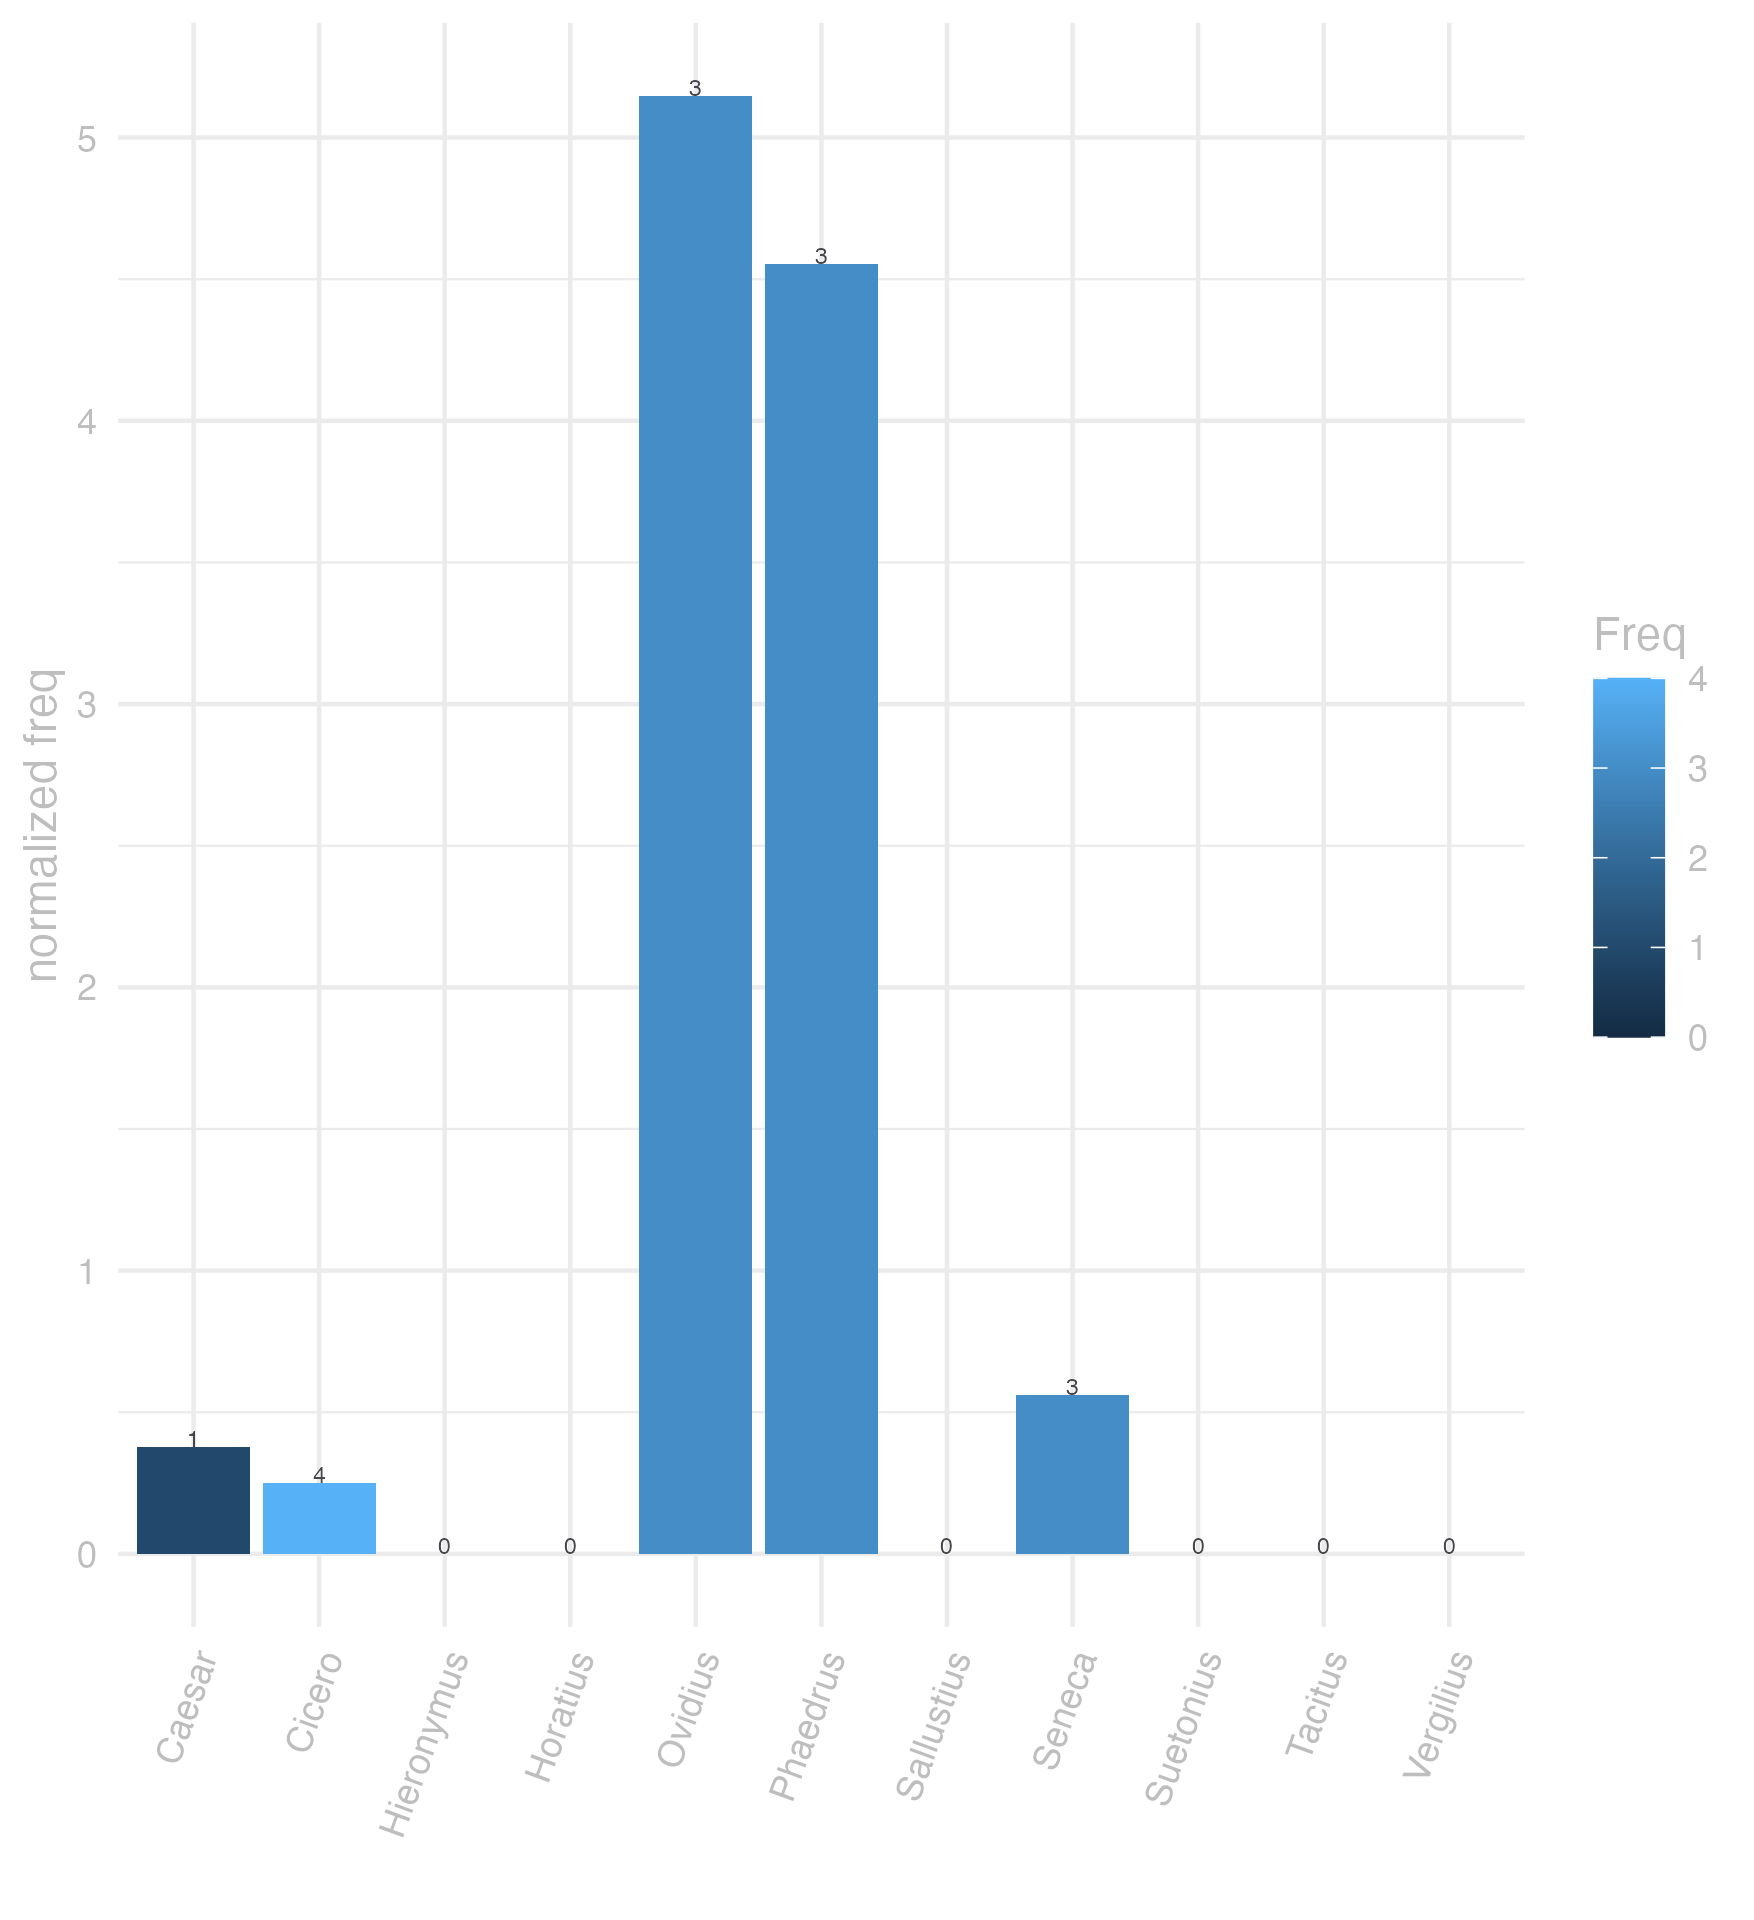 normalized freq
5
4
3
2
1
0
1
4
0
0
3
3
0
3
0
0
0
Caesar
Cicero
Hieronymus
Horatius
Ovidius
Phaedrus
Sallustius
Seneca
Suetonius
Tacitus
Vergilius
Freq
4
3
2
1
0